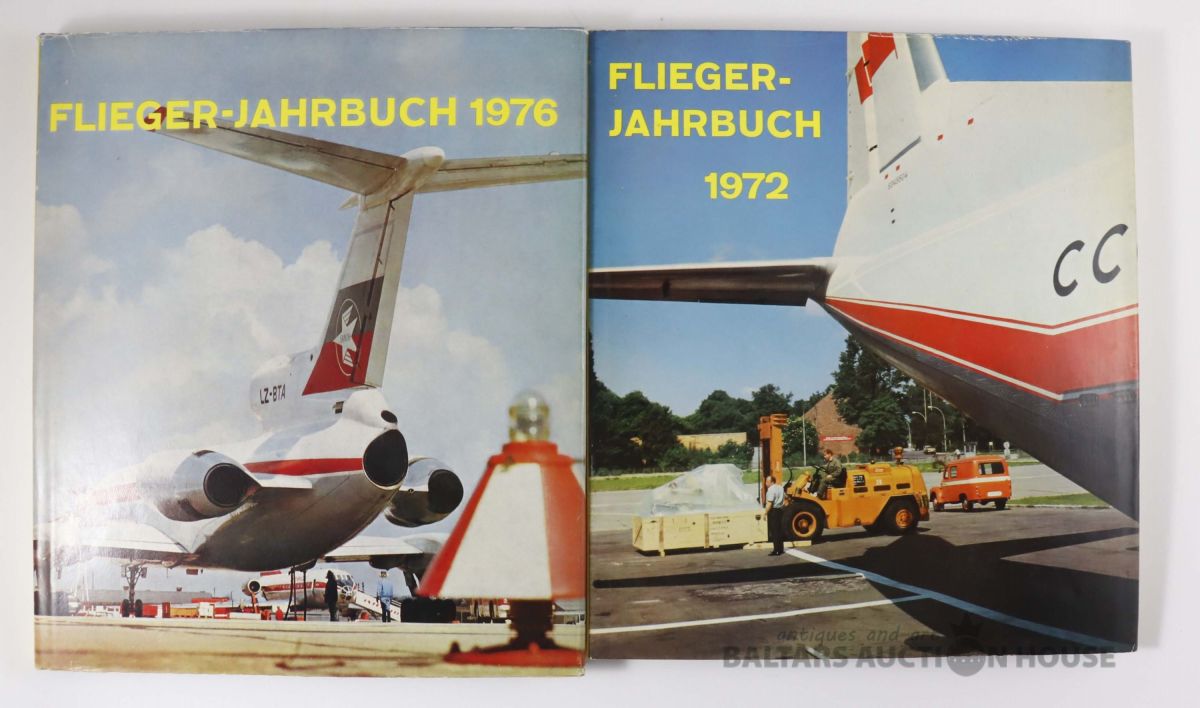 FLIEGER-JAHRBUCH 1976
LZ-BTA
FLIEGER-
JAHRBUCH
1972
CC
antiques and art
BALTARS AUCTION HOUSE